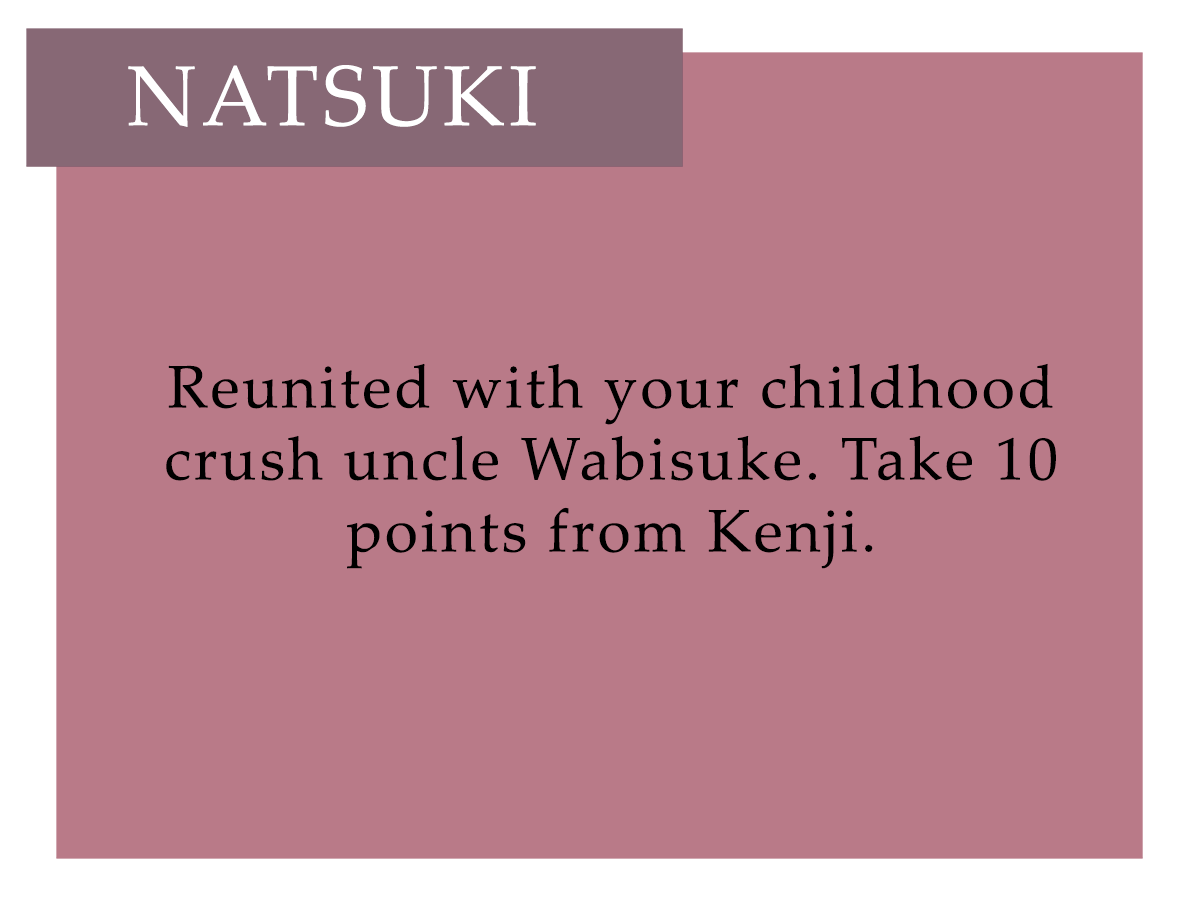 NATSUKI
Reunited with your childhood
crush uncle Wabisuke. Take 10
points from Kenji.